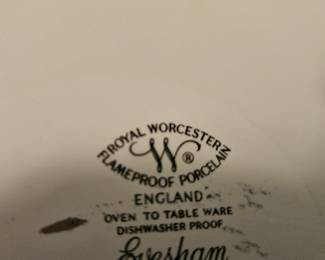 ROYAL WORCESTER
W®
FLAMEPROOF PORCELAIN
ENGLAND
OVEN TO TABLE WARE
DISHWASHER PROOF
Evesham